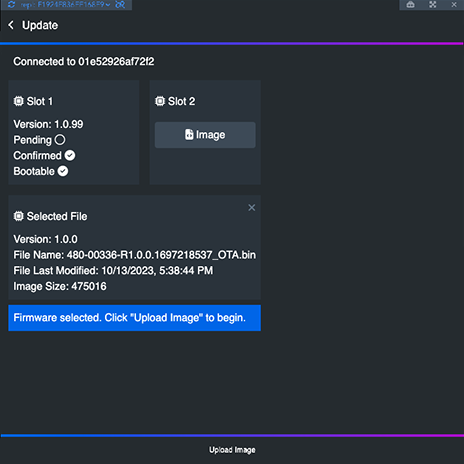 Update
Connected to 01e52926af72f2
Slot 1
Version: 1.0.99
Pending
Confirmed
Bootable
Slot 2
Image
Selected File
Version: 1.0.0
File Name: 480-00336-R1.0.0.1697218537_OTA.bin
File Last Modified: 10/13/2023, 5:38:44 PM
Image Size: 475016
Firmware selected. Click "Upload Image" to begin.
Upload Image